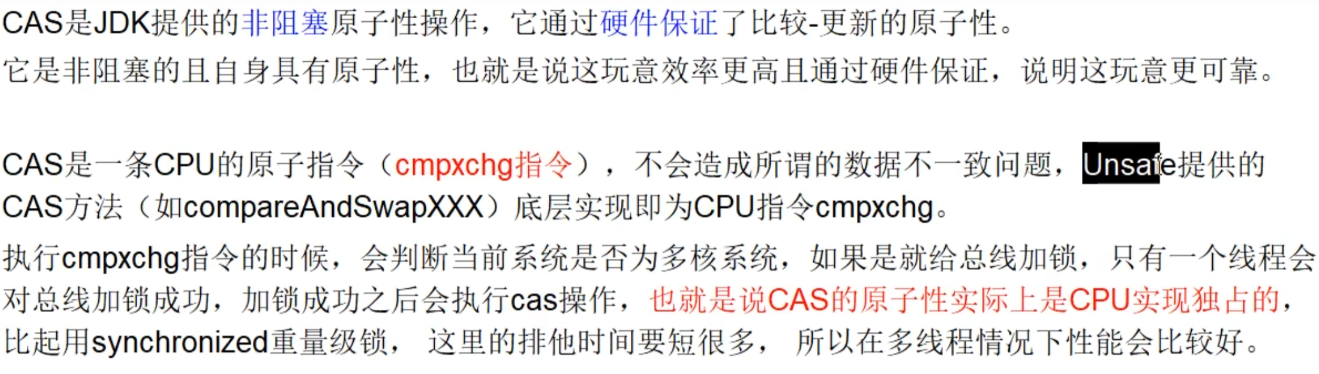 CAS是JDK提供的非阻塞原子性操作，它通过硬件保证了比较-更新的原子性。
它是非阻塞的且自身具有原子性，也就是说这玩意效率更高且通过硬件保证，说明这玩意更可靠。
CAS是一条CPU的原子指令（cmpxchg指令），不会造成所谓的数据不一致问题，Unsafe提供的
CAS方法（如compareAndSwapXXX）底层实现即为CPU指令cmpxchg。
执行cmpxchg指令的时候，会判断当前系统是否为多核系统，如果是就给总线加锁，只有一个线程会
对总线加锁成功，加锁成功之后会执行cas操作，也就是说CAS的原子性实际上是CPU实现独占的，
比起用synchronized重量级锁， 这里的排他时间要短很多， 所以在多线程情况下性能会比较好。